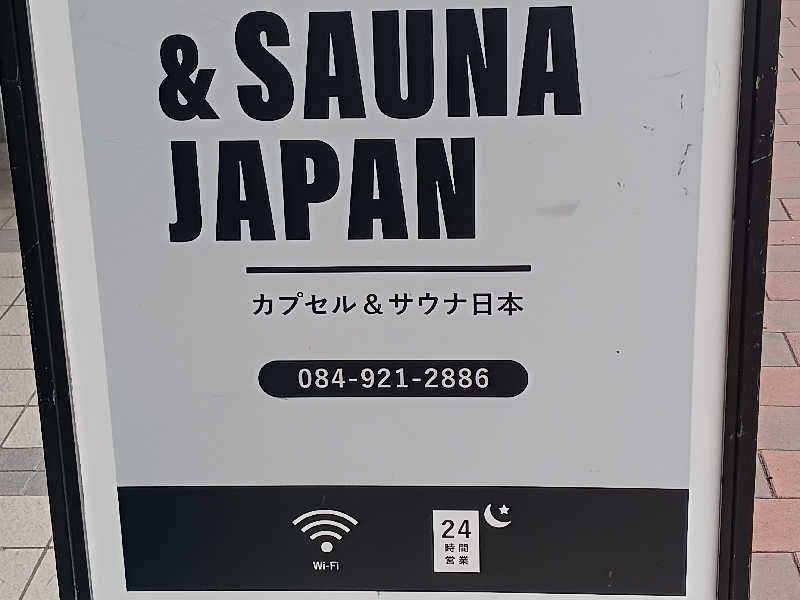 & SAUNA
JAPAN
カプセル＆サウナ日本
084-921-2886
Wi-Fi
24
時間
営業